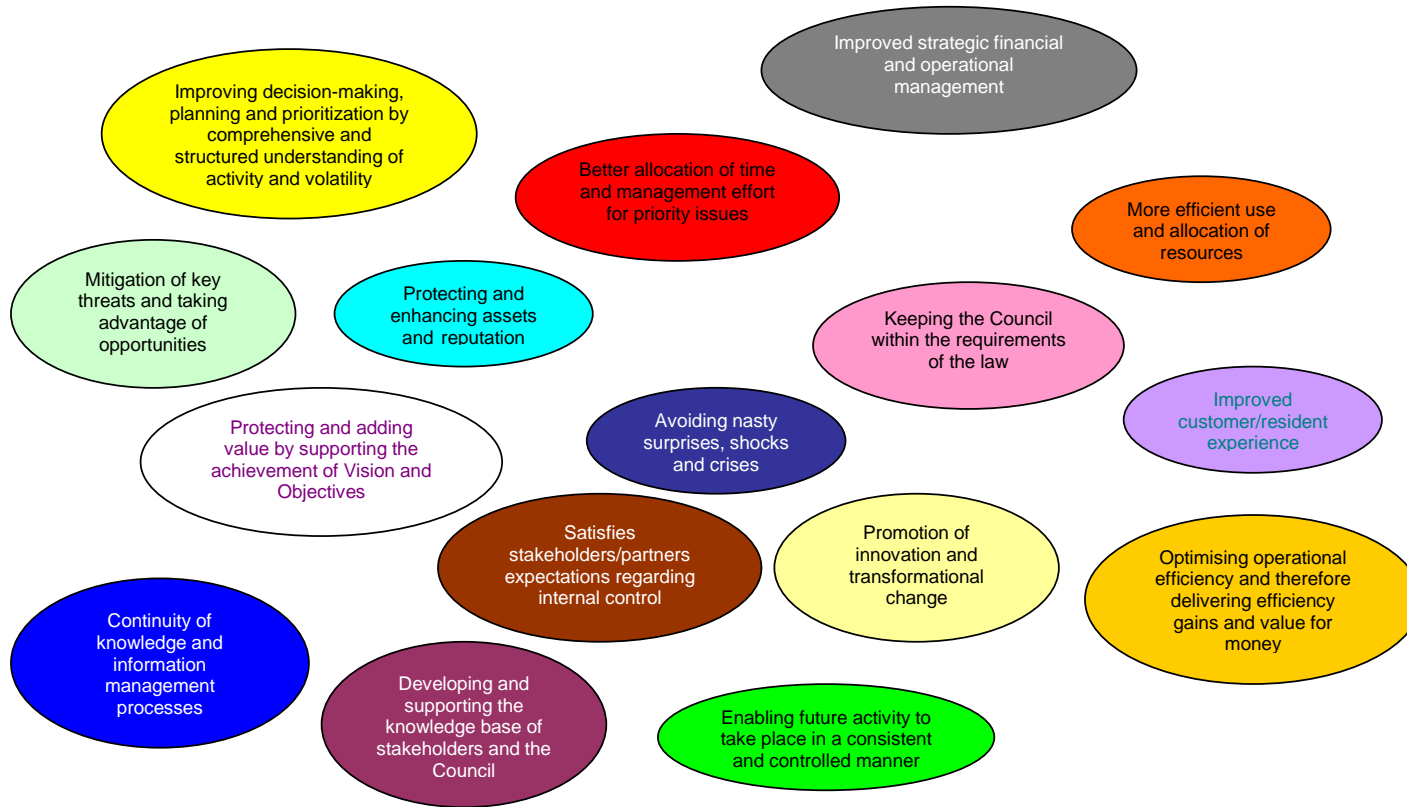 Improved strategic financial
and operational
management
Improving decision-making,
planning and prioritization by
comprehensive and
structured understanding of
activity and volatility
Better allocation of time
and management effort
for priority issues
More efficient use
and allocation of
resources
Mitigation of key
threats and taking
advantage of
opportunities
Protecting and
enhancing assets
and reputation
Keeping the Council
within the requirements
of the law
Improved
customer/resident
experience
Protecting and adding
value by supporting the
achievement of Vision and
Objectives
Avoiding nasty
surprises, shocks
and crises
Satisfies
stakeholders/partners
expectations regarding
internal control
Promotion of
innovation and
transformational
change
Optimising operational
efficiency and therefore
delivering efficiency
gains and value for
money
Continuity of
knowledge and
information
management
processes
Developing and
supporting the
knowledge base of
stakeholders and the
Council
Enabling future activity to
take place in a consistent
and controlled manner